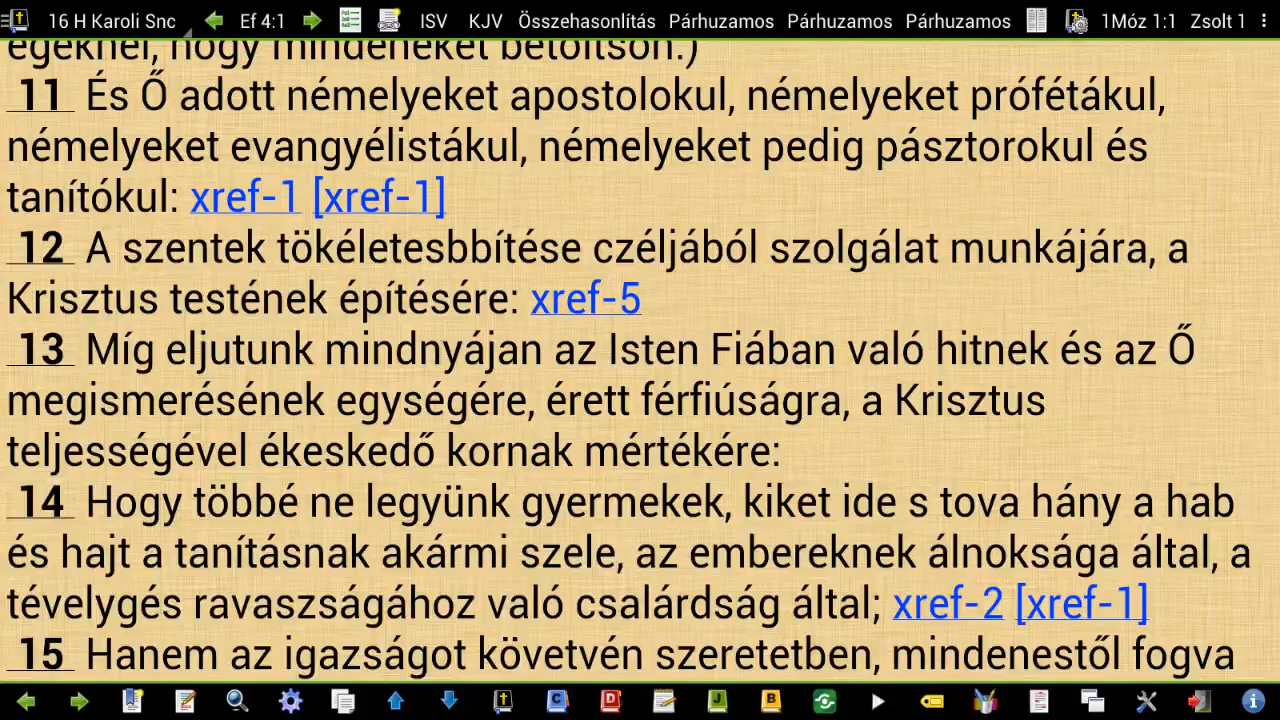 16 H Karoli Snc Ef 4:1 ISV KJV Összehasonlítás Párhuzamos Párhuzamos Párhuzamos 1Móz 1:1 Zsolt 1
egeknél, hogy mindeneket betöltsön.)
11 És Ő adott némelyeket apostolokul, némelyeket prófétákul,
némelyeket evangyélistákul, némelyeket pedig pásztorokul és
tanítókul: xref-1 [xref-1]
12 A szentek tökéletesbbítése czéljából szolgálat munkájára, a
Krisztus testének építésére: xref-5
13 Míg eljutunk mindnyájan az Isten Fiában való hitnek és az Ő
megismerésének egységére, érett férfiúságra, a Krisztus
teljességével ékeskedő kornak mértékére:
14 Hogy többé ne legyünk gyermekek, kiket ide s tova hány a hab
és hajt a tanításnak akármi szele, az embereknek álnoksága által, a
tévelygés ravaszságához való csalárdság által; xref-2 [xref-1]
15 Hanem az igazságot követvén szeretetben, mindenestől fogva
C D J B